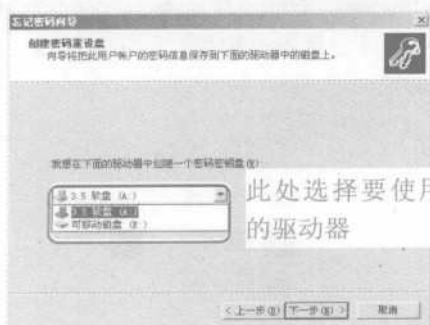 忘记密码向导
创建密码重设盘
向导将把此用户帐户的密码信息保存到下面的驱动器中的磁盘上。
我想在下面的驱动器中创建一个密码密钥盘(K):
3.5 软盘 (A:)
3.5 软盘 (A:)
可移动磁盘 (F:)
此处选择要使用
的驱动器
<上一步(B) 下一步(N)> 取消